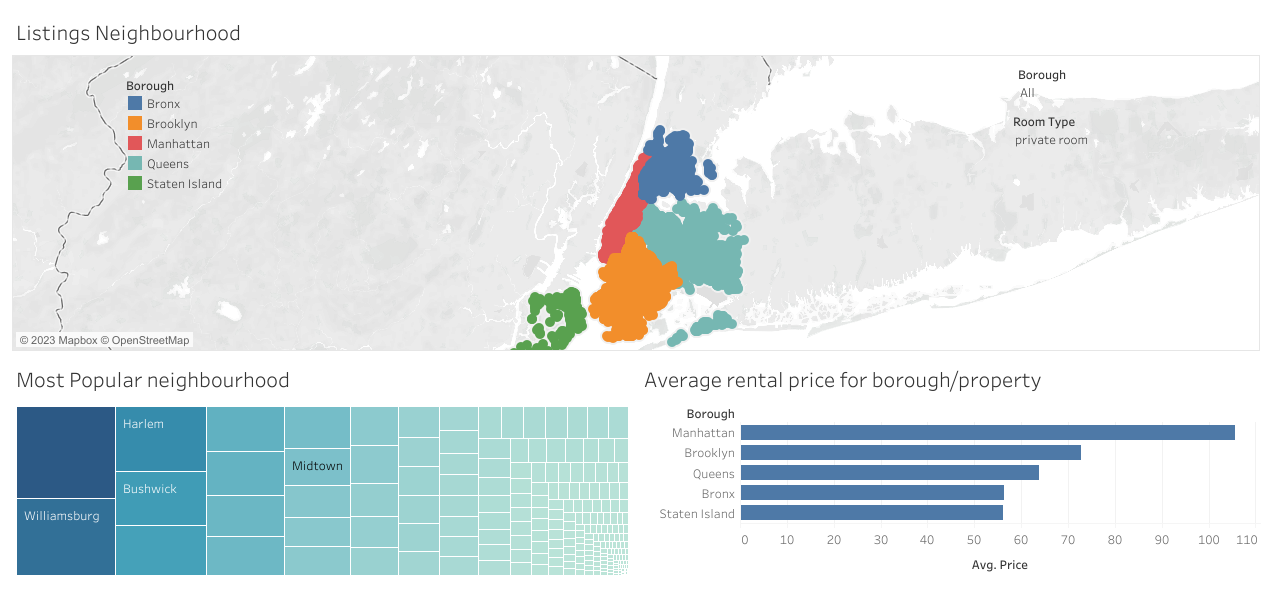 Listings Neighbourhood
Borough
Bronx
Brooklyn
Manhattan
Queens
Staten Island
Borough
All
Room Type
private room
© 2023 Mapbox © OpenStreetMap
Most Popular neighbourhood
Harlem
Midtown
Bushwick
Williamsburg
Average rental price for borough/property
Borough
Manhattan
Brooklyn
Queens
Bronx
Staten Island
0 10 20 30 40 50 60 70 80 90 100 110
Avg. Price